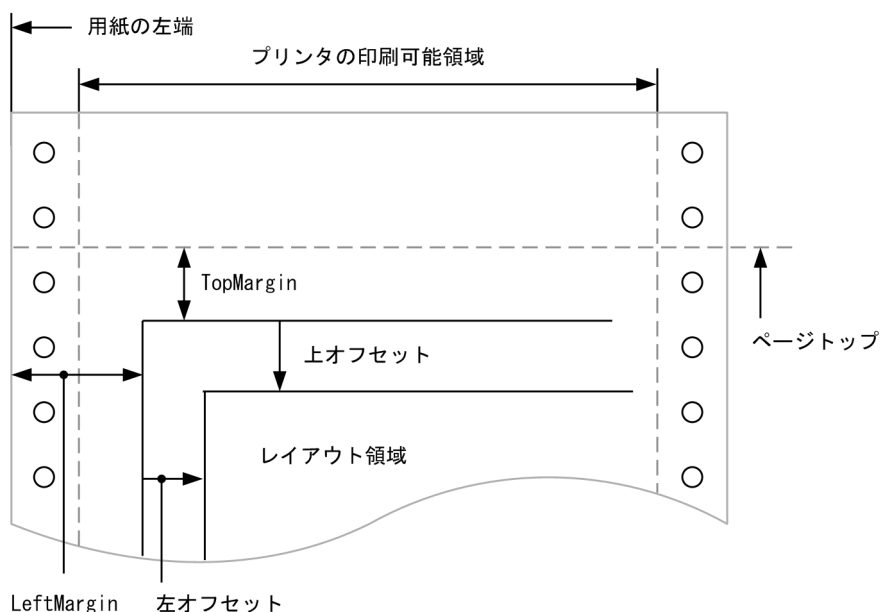 用紙の左端
プリンタの印刷可能領域
TopMargin
ページトップ
上オフセット
レイアウト領域
LeftMargin
左オフセット